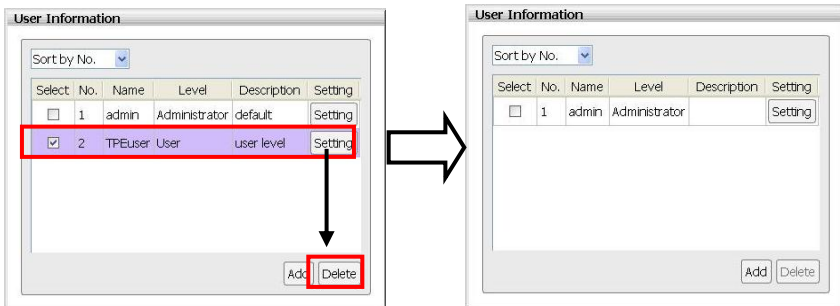 User Information
Sort by No.
Select No. Name Level Description Setting
1 admin Administrator default Setting
2 TPEuser User user level Setting
Add Delete
User Information
Sort by No.
Select No. Name Level Description Setting
1 admin Administrator Setting
Add Delete